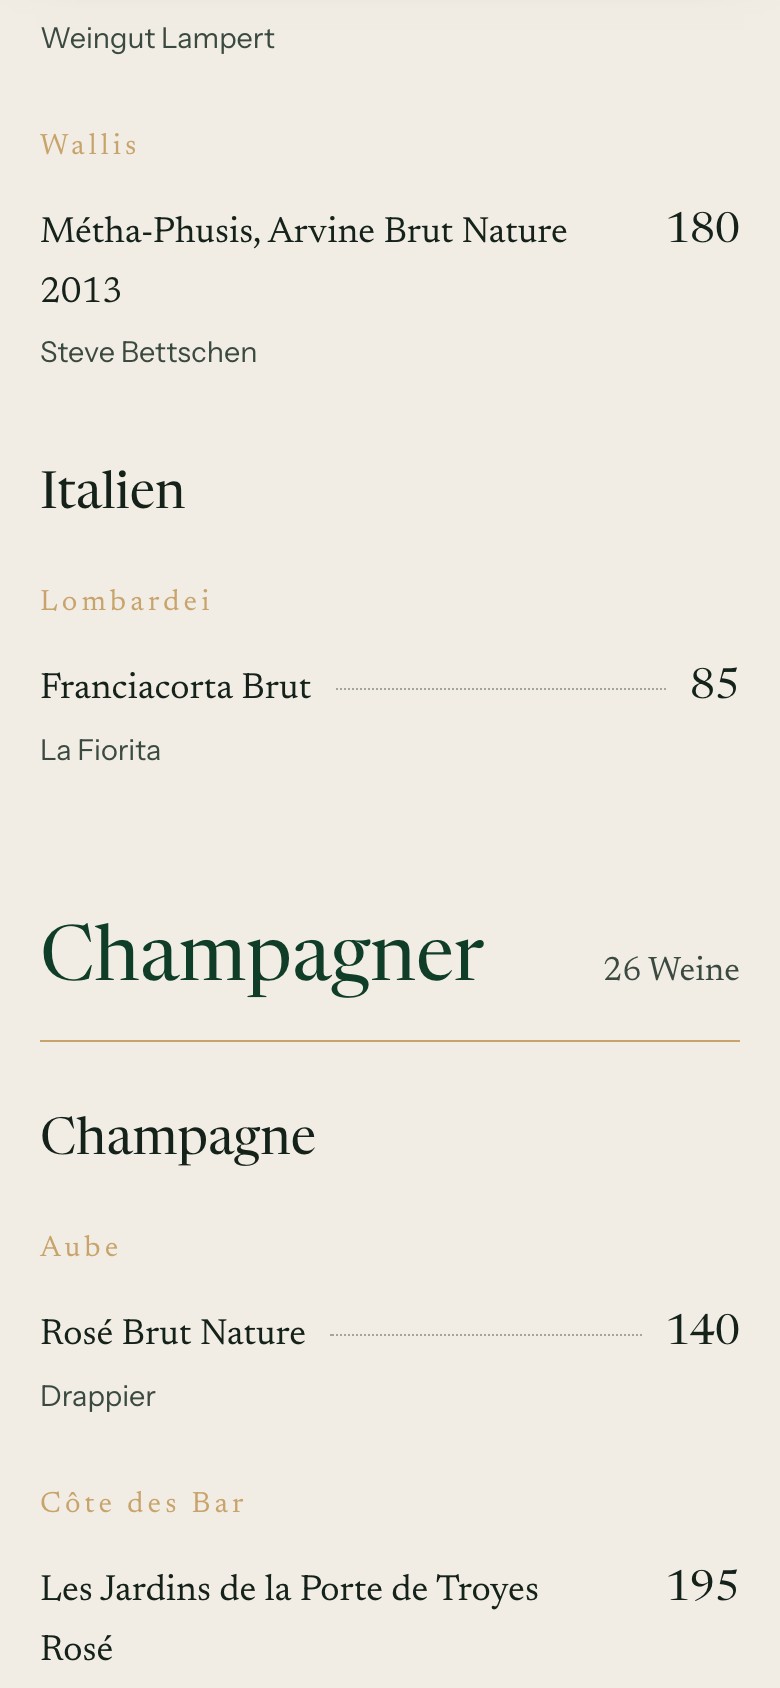 Weingut Lampert
Wallis
Métha-Phusis, Arvine Brut Nature 180
2013
Steve Bettschen
Italien
Lombardei
Franciacorta Brut 85
La Fiorita
Champagner 26 Weine
Champagne
Aube
Rosé Brut Nature 140
Drappier
Côte des Bar
Les Jardins de la Porte de Troyes 195
Rosé